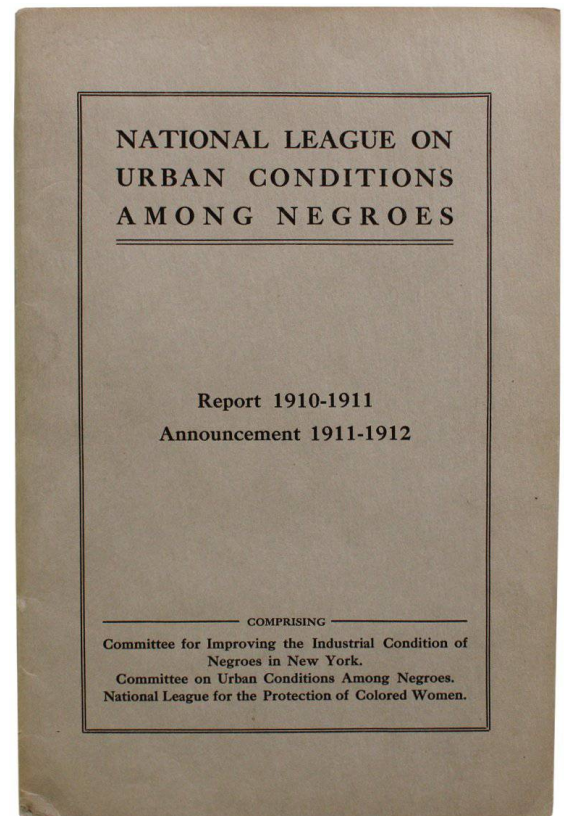 NATIONAL LEAGUE ON
URBAN CONDITIONS
AMONG NEGROES
Report 1910-1911
Announcement 1911-1912
COMPRISING
Committee for Improving the Industrial Condition of
Negroes in New York.
Committee on Urban Conditions Among Negroes.
National League for the Protection of Colored Women.